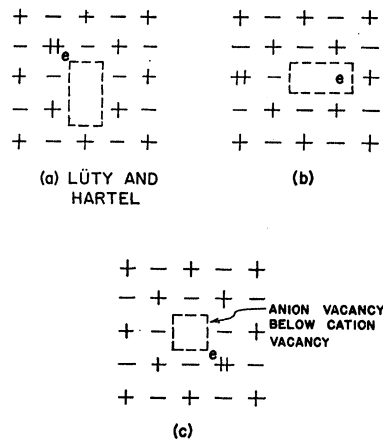 + − + − +
− ⧺ − + −
e
+ − − +
− + + −
+ − + − +
(a) LÜTY AND
HARTEL
+ − + − +
− + − + −
⧺ − e +
− + − + −
+ − + − +
(b)
+ − + − +
− + − + −
+ − − +
ANION VACANCY
BELOW CATION
VACANCY
e
− + − ⧺ −
+ − + − +
(c)